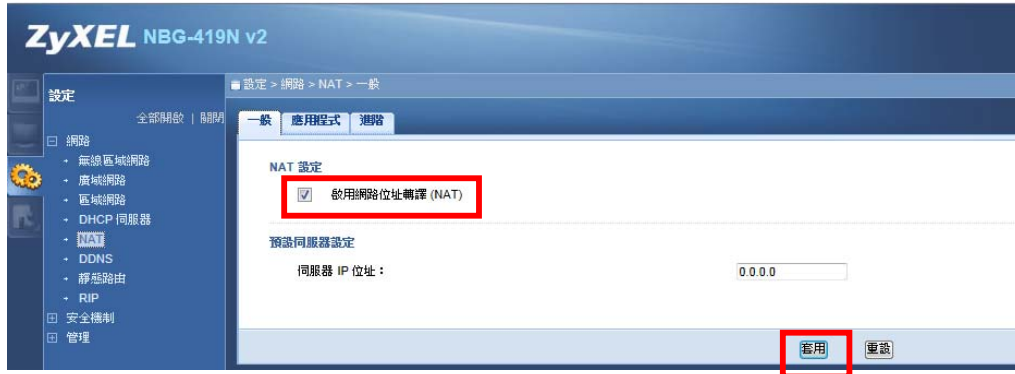 ZyXEL NBG-419N v2
設定 > 網路 > NAT > 一般
設定
全部開啟 | 關閉
網路
無線區域網路
廣域網路
區域網路
DHCP 伺服器
NAT
DDNS
靜態路由
RIP
安全機制
管理
一般 應用程式 進階
NAT 設定
啟用網路位址轉譯 (NAT)
預設伺服器設定
伺服器 IP 位址：
0.0.0.0
套用 重設